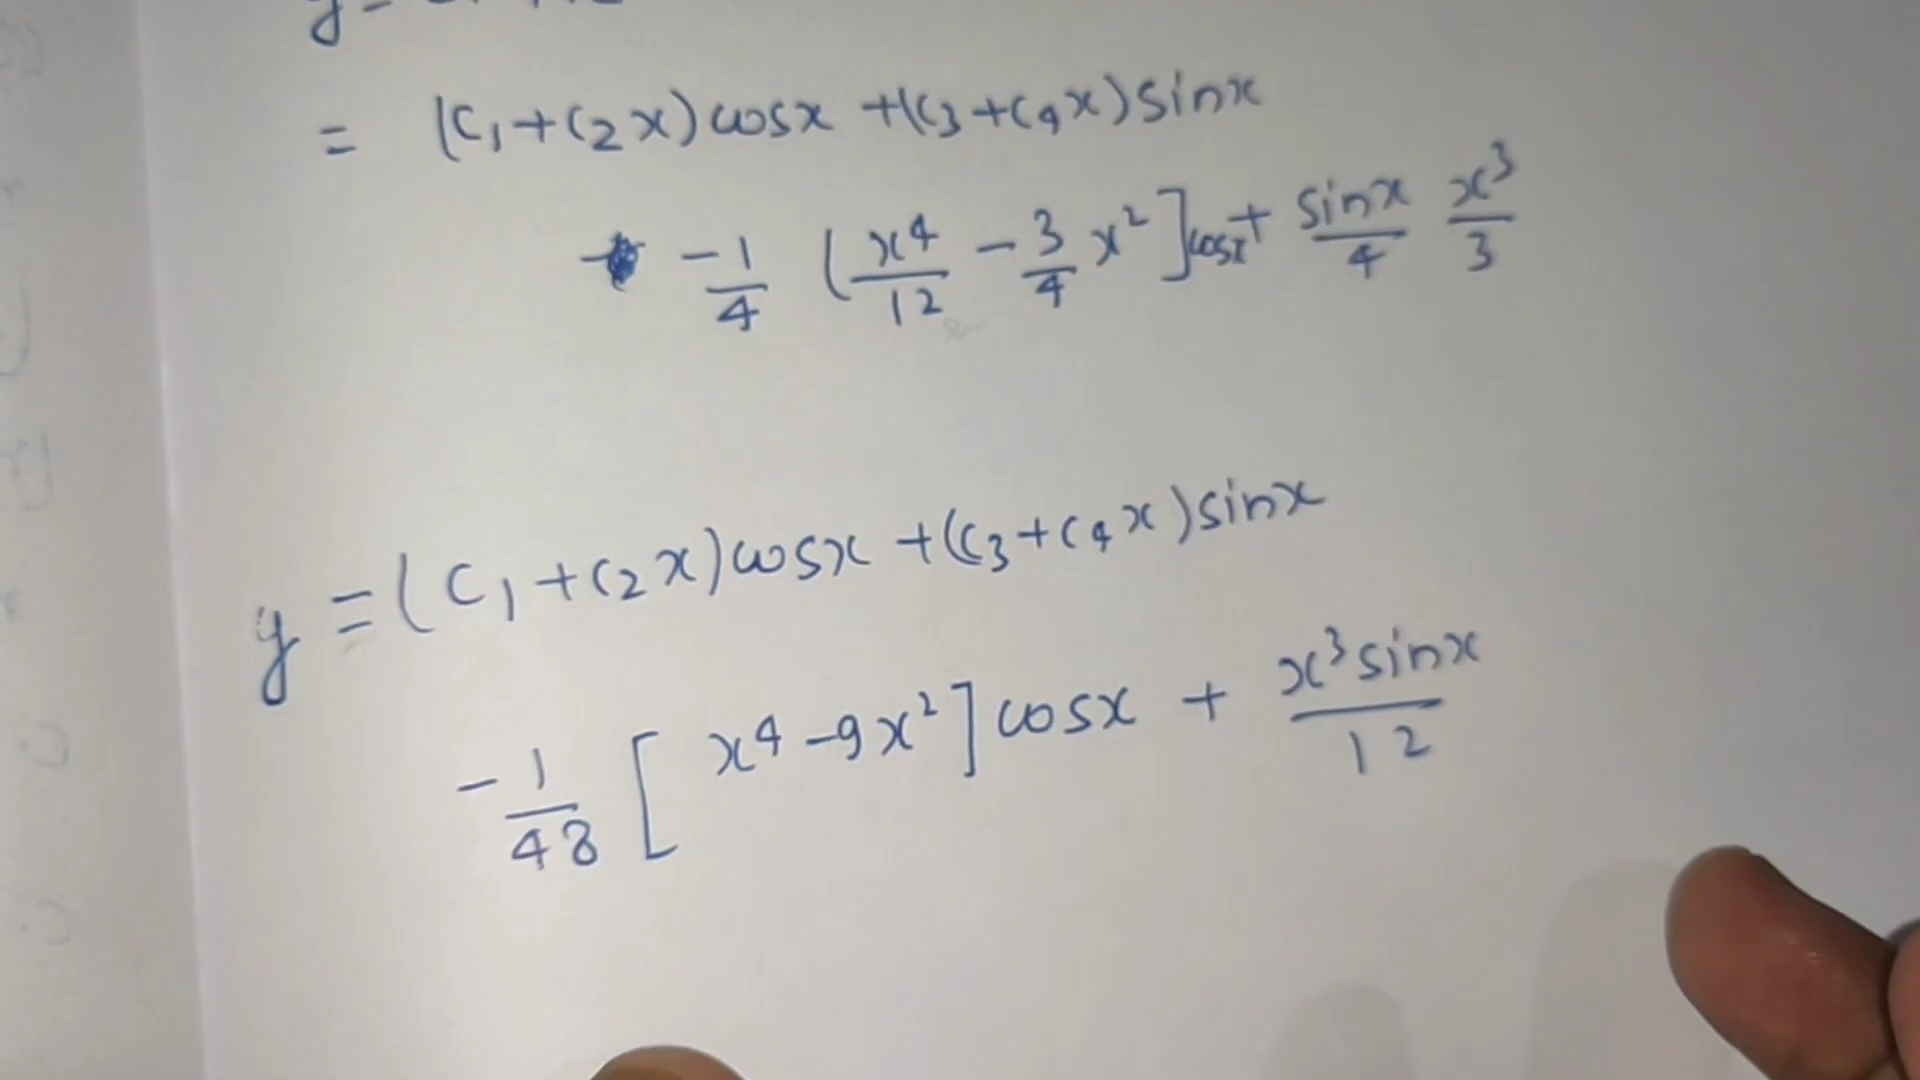 = (C₁+C₂x)cosx +(C₃+C₄x)sinx
-1/4 (x⁴/12 - 3/4 x²]cosx + sinx/4 x³/3
y = (C₁+C₂x)cosx +(C₃+C₄x)sinx
-1/48 [x⁴-9x²]cosx + x³sinx/12